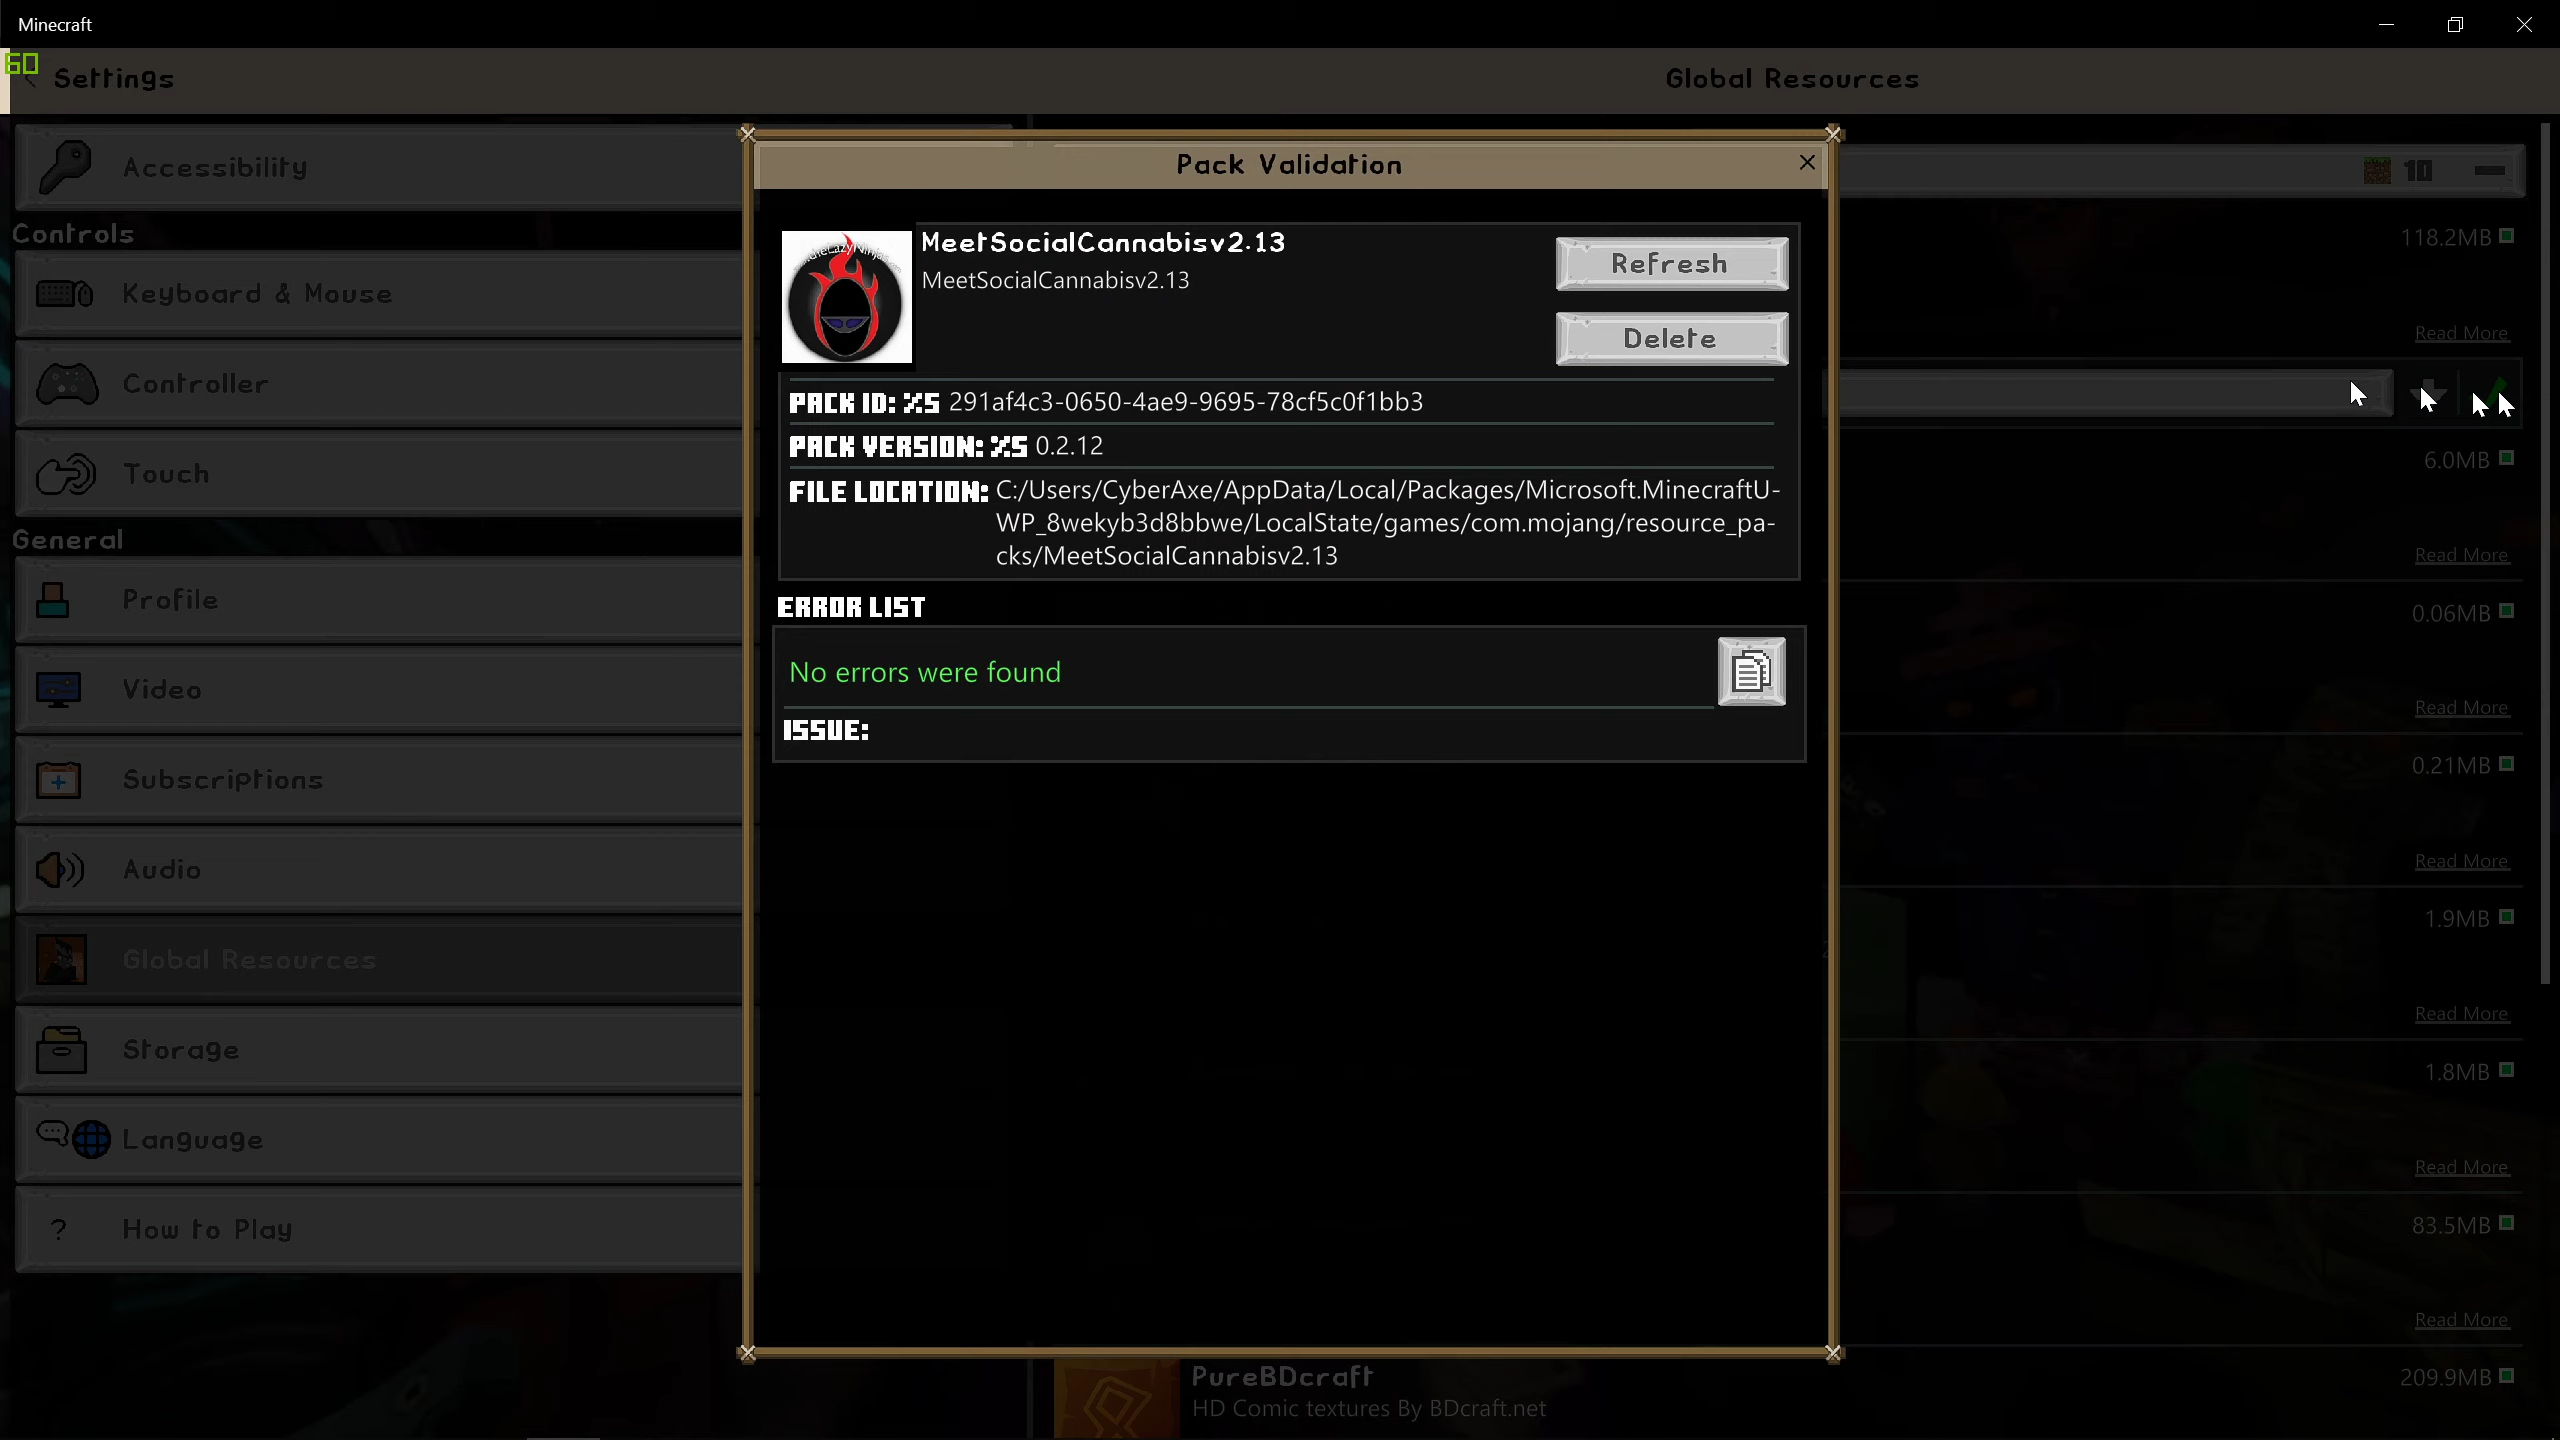 Minecraft
60
Settings
Global Resources
Accessibility
Controls
Keyboard & Mouse
Controller
Touch
General
Profile
Video
Subscriptions
Audio
Global Resources
Storage
Language
? How to Play
Pack Validation
MeetSocialCannabisv2.13
MeetSocialCannabisv2.13
Refresh
Delete
PACK ID: %S 291af4c3-0650-4ae9-9695-78cf5c0f1bb3
PACK VERSION: %S 0.2.12
FILE LOCATION: C:/Users/CyberAxe/AppData/Local/Packages/Microsoft.MinecraftU-
WP_8wekyb3d8bbwe/LocalState/games/com.mojang/resource_pa-
cks/MeetSocialCannabisv2.13
ERROR LIST
No errors were found
ISSUE:
10
118.2MB
Read More
6.0MB
Read More
0.06MB
Read More
0.21MB
Read More
1.9MB
Read More
1.8MB
Read More
83.5MB
Read More
PureBDcraft
209.9MB
HD Comic textures By BDcraft.net